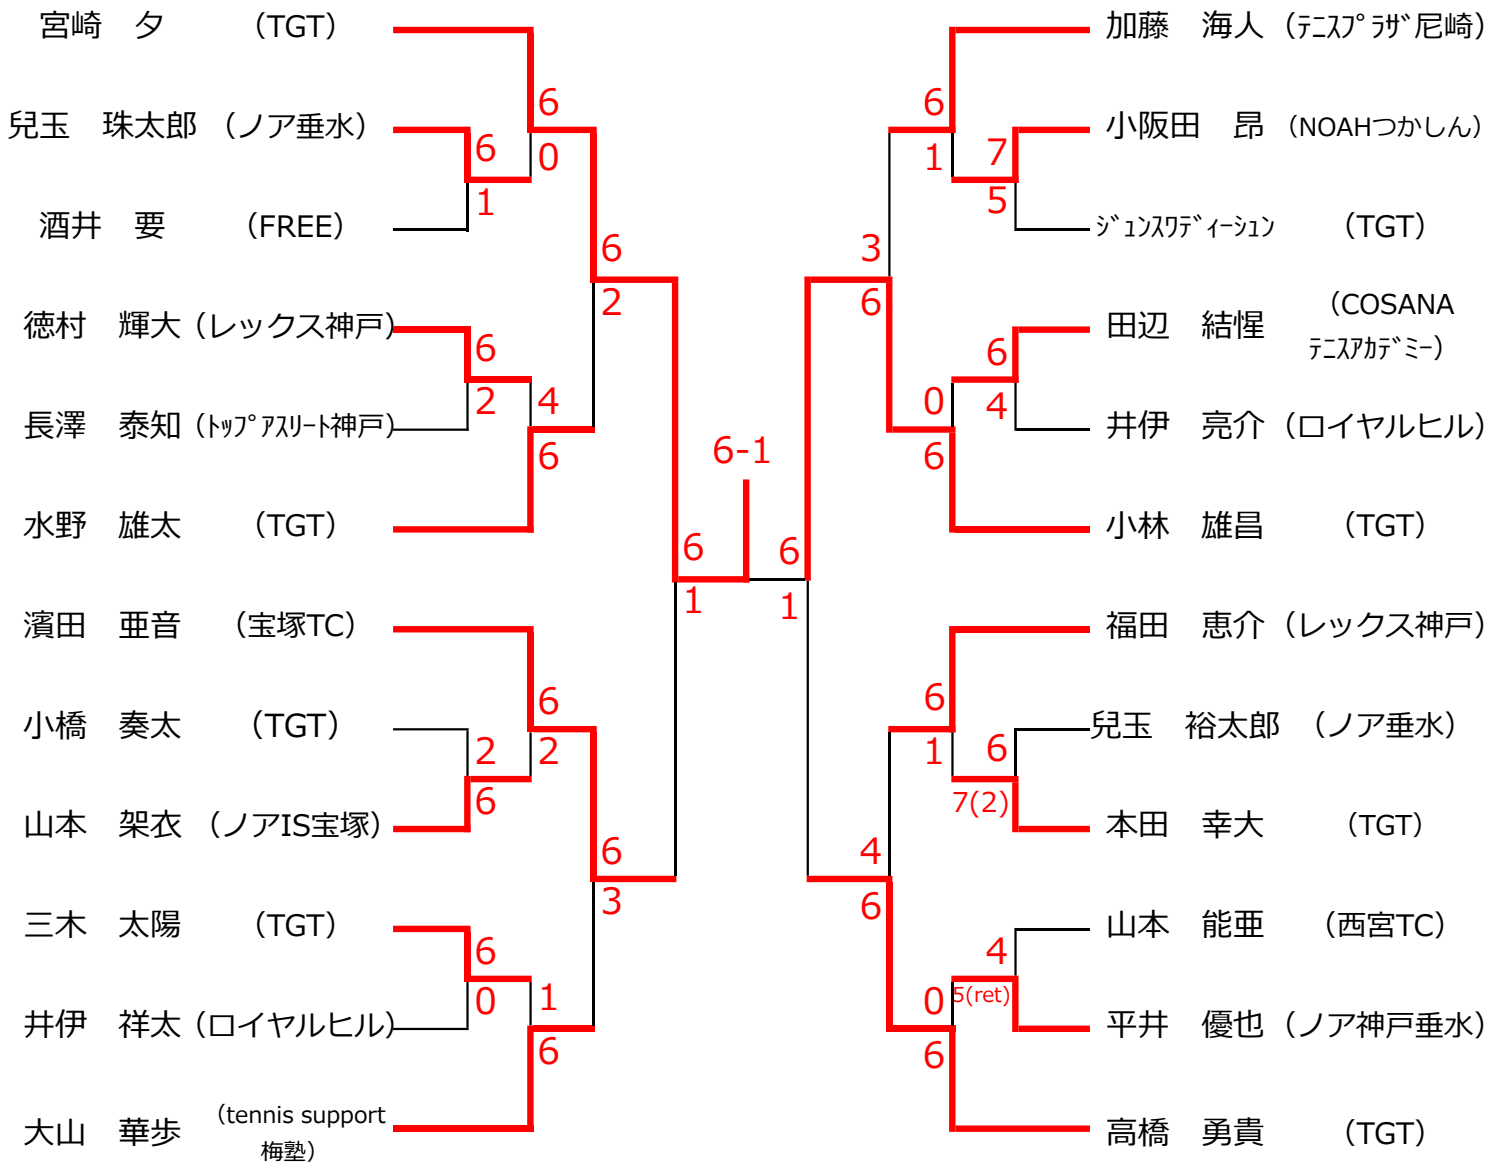 宮崎　夕　（TGT）
6
0
兒玉　珠太郎（ノア垂水）
6
1
酒井　要　（FREE）
6
2
徳村　輝大（レックス神戸）
6
2
長澤　泰知（ﾄｯﾌﾟｱｽﾘｰﾄ神戸）
4
6
水野　雄太　（TGT）
6
1
濱田　亜音　（宝塚TC）
6
2
小橋　奏太　（TGT）
2
6
山本　架衣（ノアIS宝塚）
6
3
三木　太陽　（TGT）
6
0
井伊　祥太（ロイヤルヒル）
1
6
大山　華歩　（tennis support
梅塾）
6-1
加藤　海人（ﾃﾆｽﾌﾟﾗｻﾞ尼崎）
6
1
小阪田　昂　（NOAHつかしん）
7
5
ｼﾞｭﾝｽﾜﾃﾞｨｰｼｭﾝ　（TGT）
3
6
田辺　結惺　（COSANA
ﾃﾆｽｱｶﾃﾞﾐｰ）
6
4
井伊　亮介（ロイヤルヒル）
0
6
小林　雄昌　（TGT）
6
1
福田　恵介（レックス神戸）
6
1
兒玉　裕太郎（ノア垂水）
6
7(2)
本田　幸大　（TGT）
4
6
山本　能亜　（西宮TC）
4
5(ret)
平井　優也（ノア神戸垂水）
0
6
高橋　勇貴　（TGT）